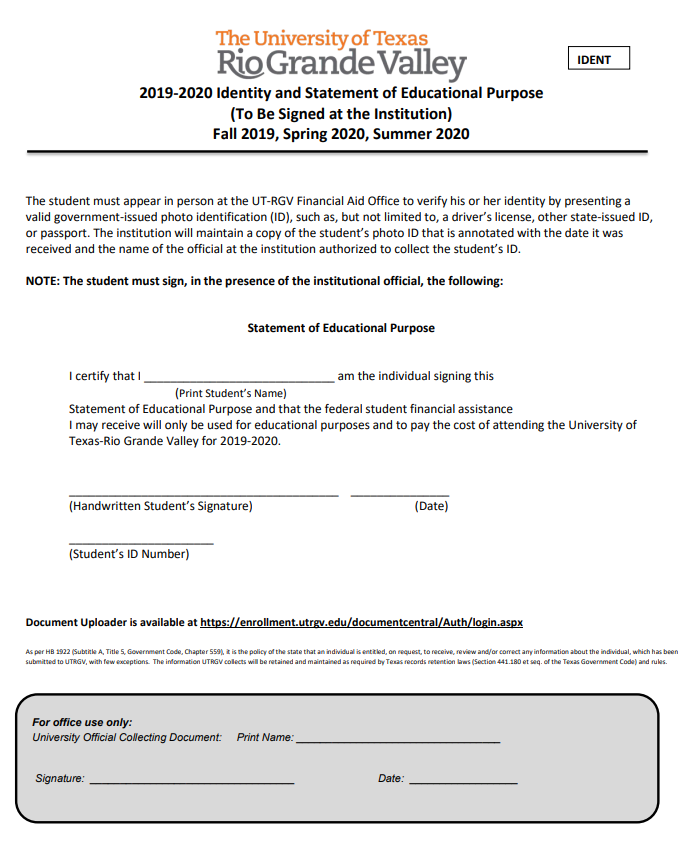 The University of Texas
Rio Grande Valley
IDENT
2019-2020 Identity and Statement of Educational Purpose
(To Be Signed at the Institution)
Fall 2019, Spring 2020, Summer 2020
The student must appear in person at the UT-RGV Financial Aid Office to verify his or her identity by presenting a
valid government-issued photo identification (ID), such as, but not limited to, a driver's license, other state-issued ID,
or passport. The institution will maintain a copy of the student's photo ID that is annotated with the date it was
received and the name of the official at the institution authorized to collect the student's ID.
NOTE: The student must sign, in the presence of the institutional official, the following:
Statement of Educational Purpose
I certify that I ______________________________ am the individual signing this
(Print Student's Name)
Statement of Educational Purpose and that the federal student financial assistance
I may receive will only be used for educational purposes and to pay the cost of attending the University of
Texas-Rio Grande Valley for 2019-2020.
(Handwritten Student's Signature) (Date)
(Student's ID Number)
Document Uploader is available at https://enrollment.utrgv.edu/documentcentral/Auth/login.aspx
As per HB 1922 (Subtitle A, Title 5, Government Code, Chapter 559), it is the policy of the state that an individual is entitled, on request, to receive, review and/or correct any information about the individual, which has been
submitted to UTRGV, with few exceptions. The information UTRGV collects will be retained and maintained as required by Texas records retention laws (Section 441.180 et seq. of the Texas Government Code) and rules.
For office use only:
University Official Collecting Document: Print Name: ______________________________
Signature: ______________________________ Date: ________________